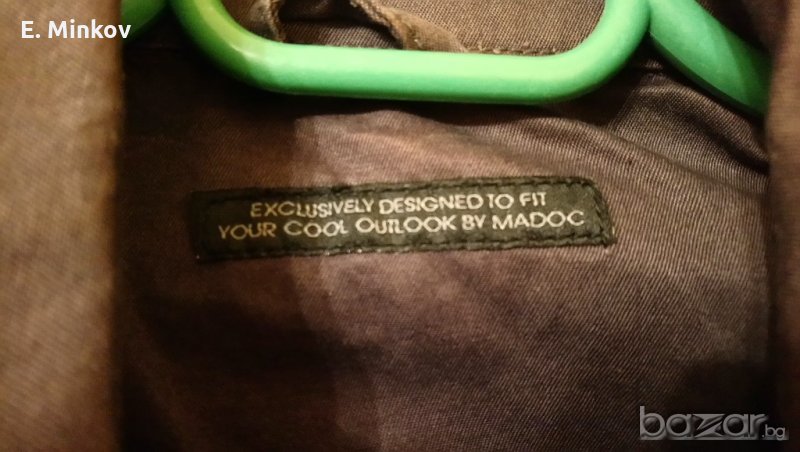 E. Minkov
EXCLUSIVELY DESIGNED TO FIT
YOUR COOL OUTLOOK BY MADOC
bazar.bg